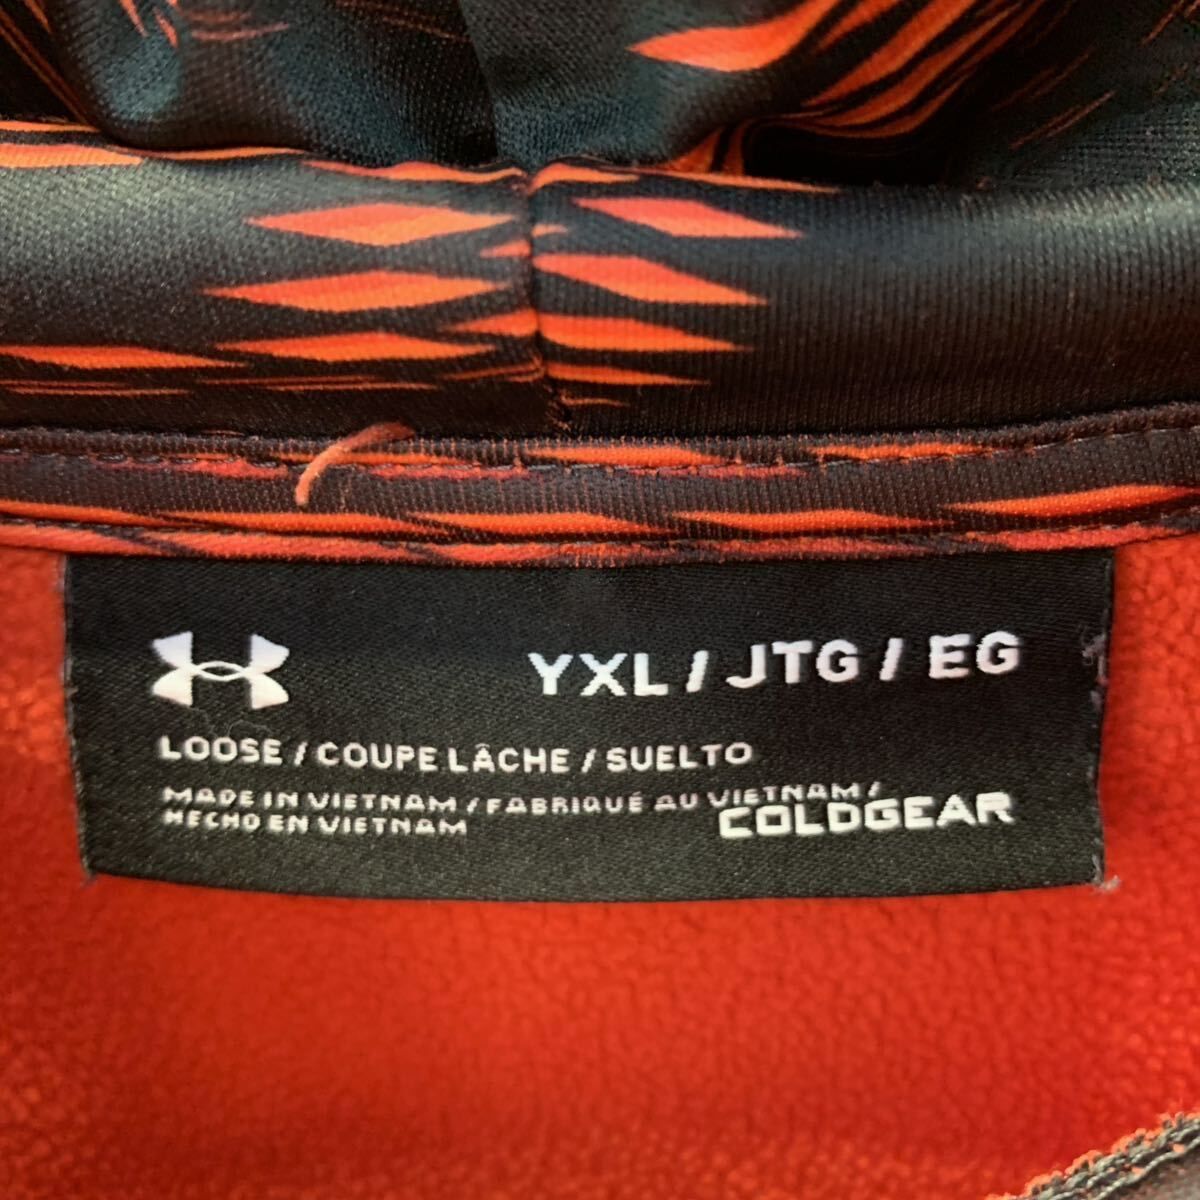 YXL / JTG / EG
LOOSE / COUPE LÂCHE / SUELTO
MADE IN VIETNAM / FABRIQUÉ AU VIETNAM /
HECHO EN VIETNAM
COLDGEAR